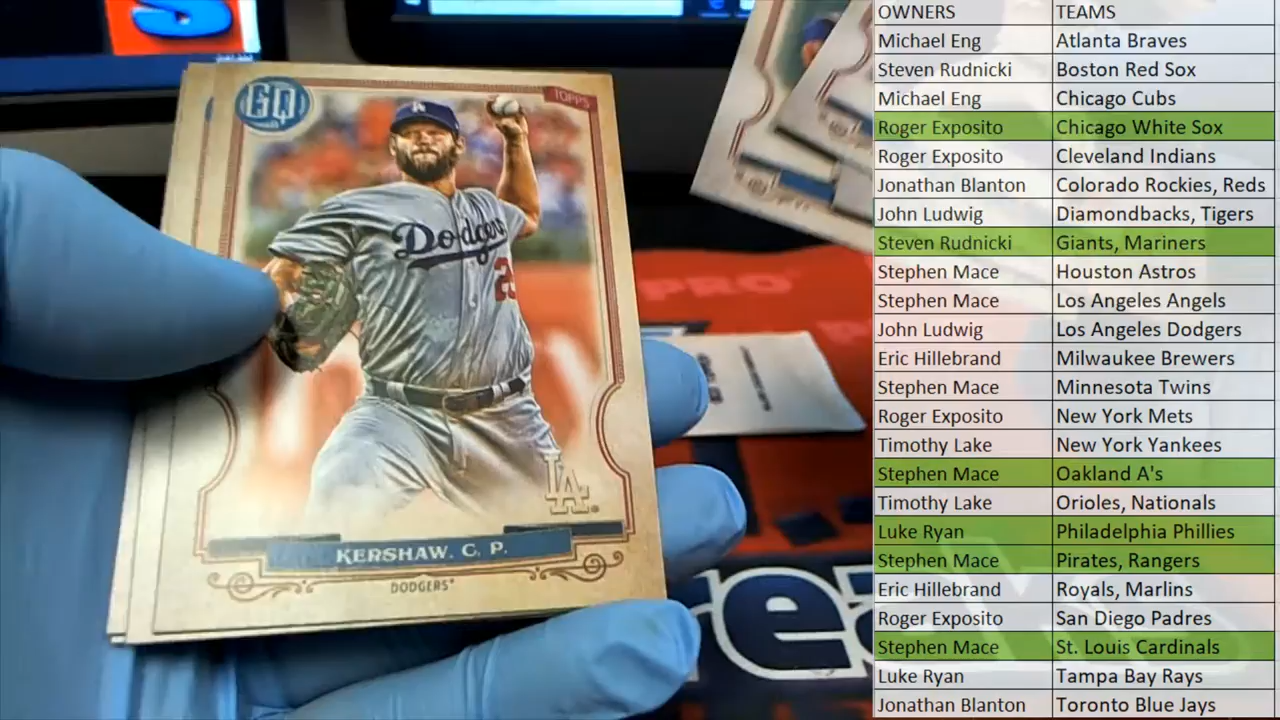 S
GQ
TOPPS
LA
Dodgers
2
LA
KERSHAW. C. P.
DODGERS
PRO
rea
OWNERS TEAMS
Michael Eng Atlanta Braves
Steven Rudnicki Boston Red Sox
Michael Eng Chicago Cubs
Roger Exposito Chicago White Sox
Roger Exposito Cleveland Indians
Jonathan Blanton Colorado Rockies, Reds
John Ludwig Diamondbacks, Tigers
Steven Rudnicki Giants, Mariners
Stephen Mace Houston Astros
Stephen Mace Los Angeles Angels
John Ludwig Los Angeles Dodgers
Eric Hillebrand Milwaukee Brewers
Stephen Mace Minnesota Twins
Roger Exposito New York Mets
Timothy Lake New York Yankees
Stephen Mace Oakland A's
Timothy Lake Orioles, Nationals
Luke Ryan Philadelphia Phillies
Stephen Mace Pirates, Rangers
Eric Hillebrand Royals, Marlins
Roger Exposito San Diego Padres
Stephen Mace St. Louis Cardinals
Luke Ryan Tampa Bay Rays
Jonathan Blanton Toronto Blue Jays